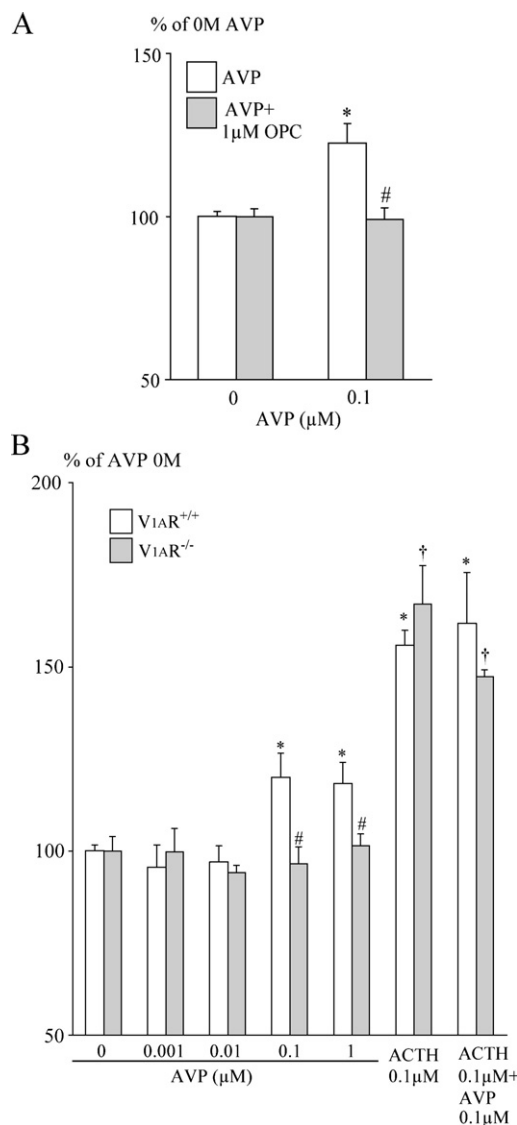 A
% of 0M AVP
150
AVP
AVP+
1µM OPC
*
#
100
50
0
0.1
AVP (µM)
B
% of AVP 0M
200
V1AR+/+
V1AR-/-
†
*
*
†
150
*
*
#
#
100
50
0
0.001
0.01
0.1
1
AVP (µM)
ACTH
0.1µM
ACTH
0.1µM+
AVP
0.1µM